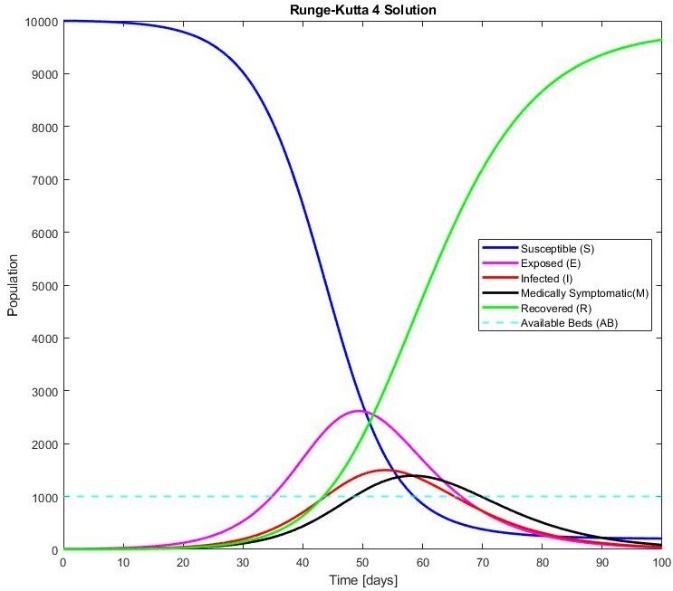 Runge-Kutta 4 Solution
10000
9000
8000
7000
6000
5000
4000
3000
2000
1000
0
Population
Susceptible (S)
Exposed (E)
Infected (I)
Medically Symptomatic(M)
Recovered (R)
Available Beds (AB)
0 10 20 30 40 50 60 70 80 90 100
Time [days]